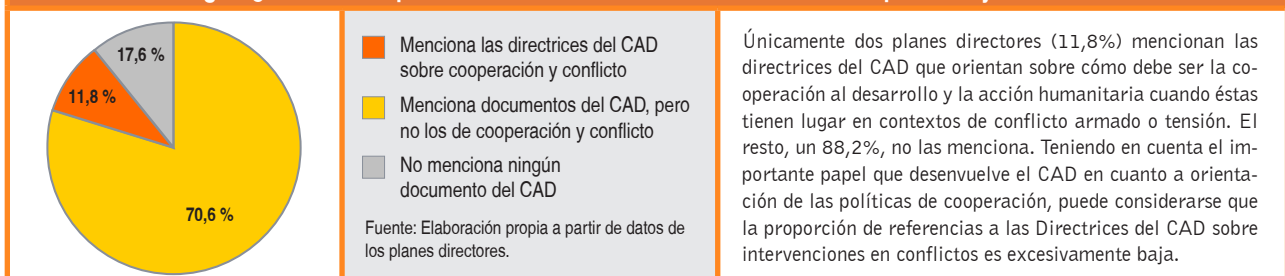 17,6 %
11,8 %
70,6 %
Menciona las directrices del CAD
sobre cooperación y conflicto
Menciona documentos del CAD, pero
no los de cooperación y conflicto
No menciona ningún
documento del CAD
Fuente: Elaboración propia a partir de datos de
los planes directores.
Únicamente dos planes directores (11,8%) mencionan las
directrices del CAD que orientan sobre cómo debe ser la co-
operación al desarrollo y la acción humanitaria cuando éstas
tienen lugar en contextos de conflicto armado o tensión. El
resto, un 88,2%, no las menciona. Teniendo en cuenta el im-
portante papel que desenvuelve el CAD en cuanto a orienta-
ción de las políticas de cooperación, puede considerarse que
la proporción de referencias a las Directrices del CAD sobre
intervenciones en conflictos es excesivamente baja.